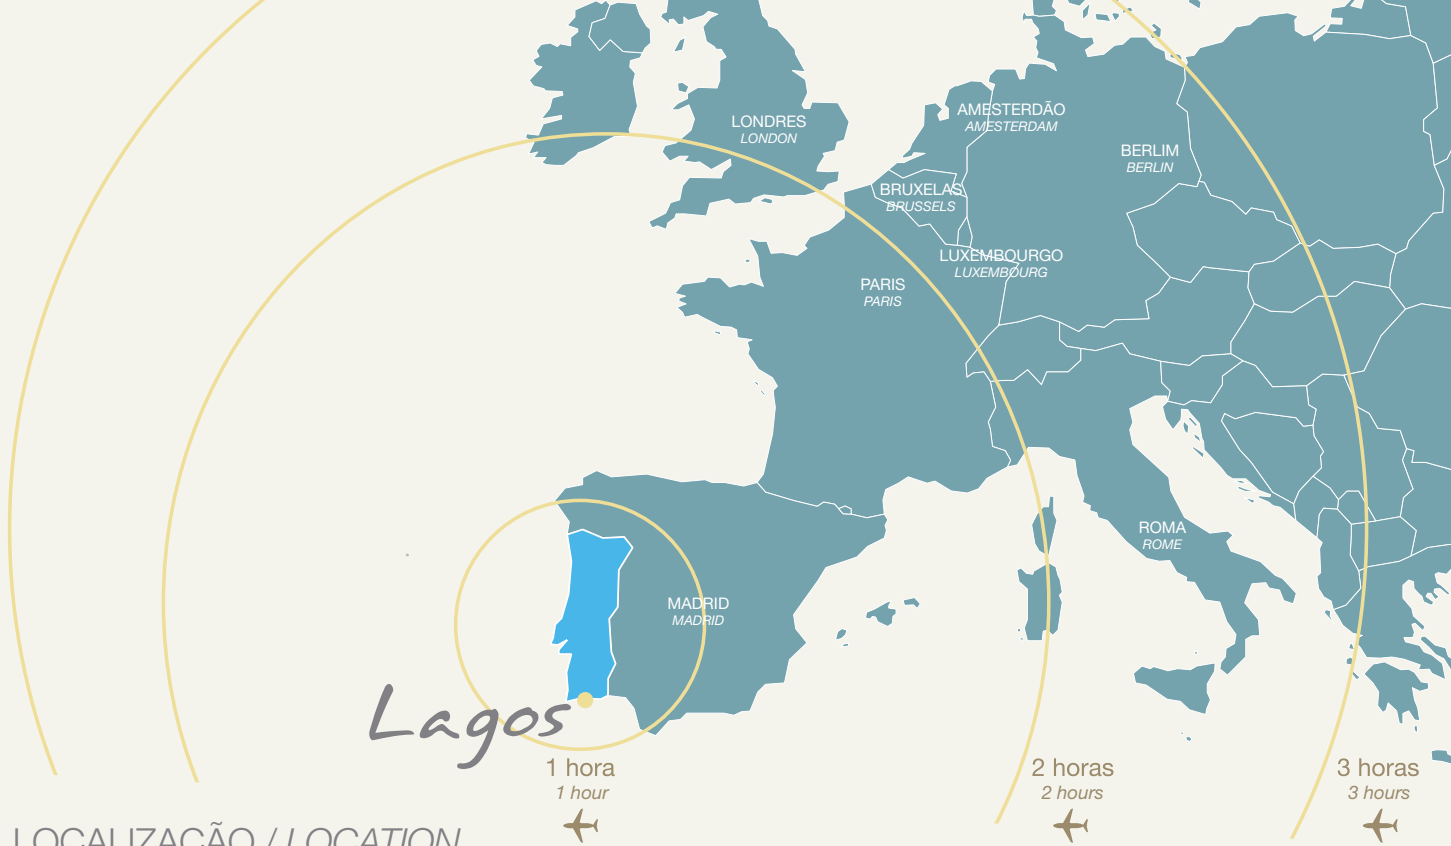 LONDRES
LONDON
AMESTERDÃO
AMESTERDAM
BERLIM
BERLIN
BRUXELAS
BRUSSELS
LUXEMBOURGO
LUXEMBOURG
PARIS
PARIS
ROMA
ROME
MADRID
MADRID
Lagos
1 hora
1 hour
2 horas
2 hours
3 horas
3 hours
LOCALIZAÇÃO / LOCATION